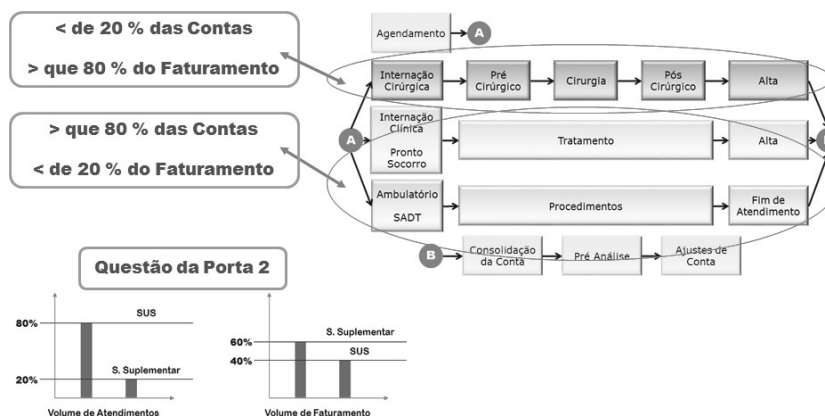 < de 20 % das Contas
> que 80 % do Faturamento
> que 80 % das Contas
< de 20 % do Faturamento
Agendamento
A
Internação
Cirúrgica
Pré
Cirúrgico
Cirurgia
Pós
Cirúrgico
Alta
A
Internação
Clínica
Pronto
Socorro
Tratamento
Alta
Ambulatório
SADT
Procedimentos
Fim de
Atendimento
B
Consolidação
da Conta
Pré Análise
Ajustes de
Conta
Questão da Porta 2
SUS
80%
S. Suplementar
20%
Volume de Atendimentos
S. Suplementar
60%
SUS
40%
Volume de Faturamento